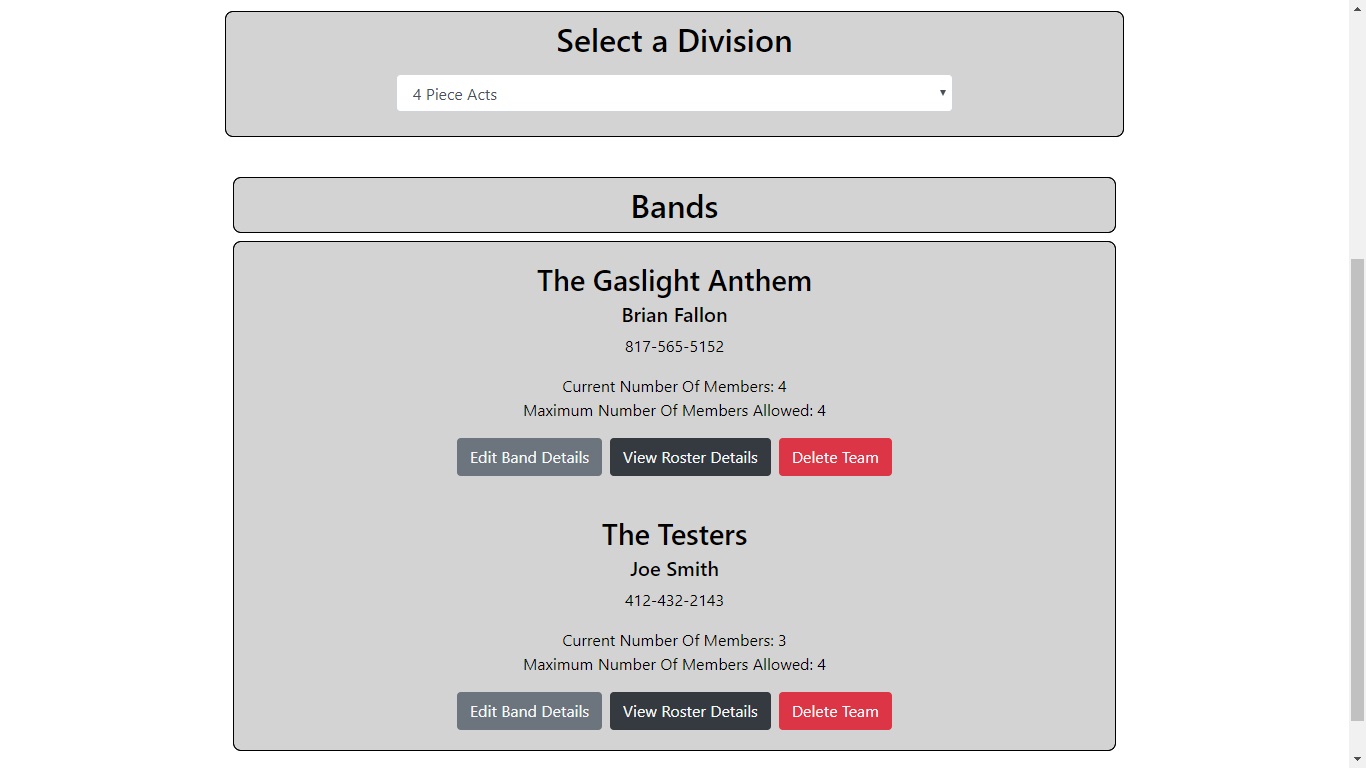 Select a Division
4 Piece Acts
Bands
The Gaslight Anthem
Brian Fallon
817-565-5152
Current Number Of Members: 4
Maximum Number Of Members Allowed: 4
Edit Band Details View Roster Details Delete Team
The Testers
Joe Smith
412-432-2143
Current Number Of Members: 3
Maximum Number Of Members Allowed: 4
Edit Band Details View Roster Details Delete Team